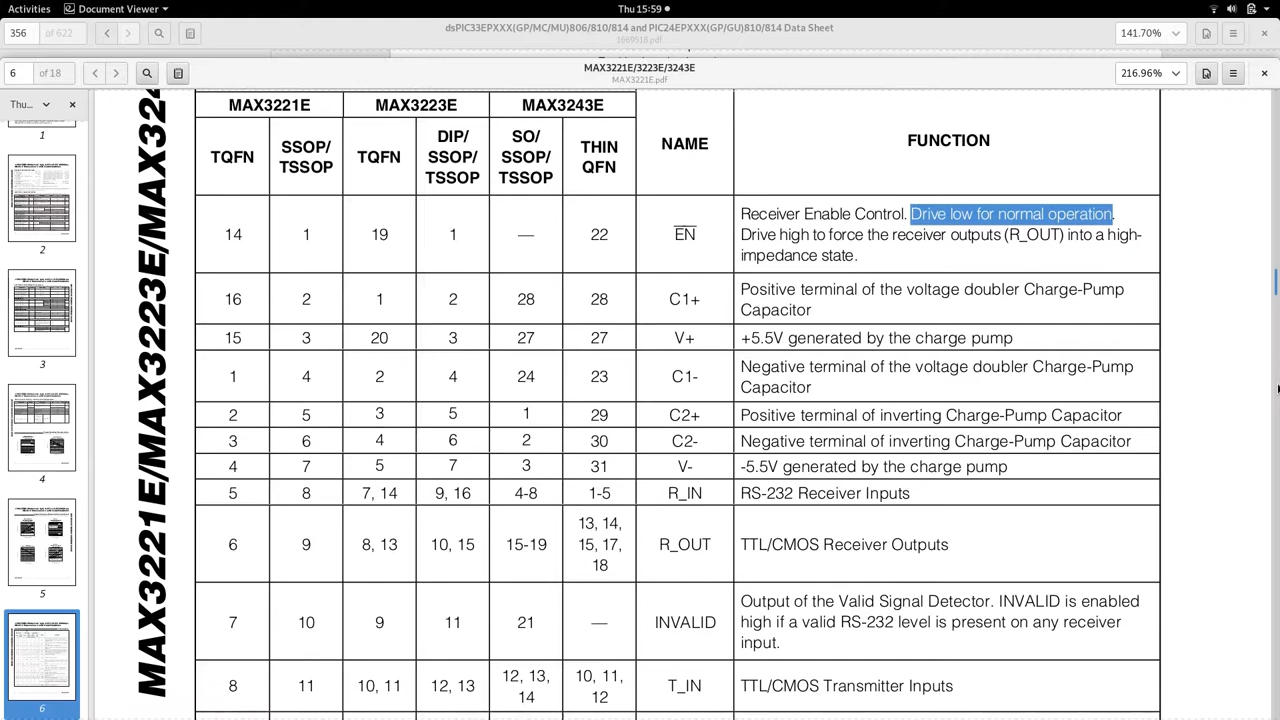 Activities
Document Viewer
Thu 15:59
356
of 622
dsPIC33EPXXX(GP/MC/MU)806/810/814 and PIC24EPXXX(GP/GU)810/814 Data Sheet
1669518.pdf
141.70%
6
of 18
MAX3221E/3223E/3243E
MAX3221E.pdf
216.96%
Thu...
1
2
3
4
5
6
MAX3221E/MAX3223E/MAX324
MAX3221E MAX3223E MAX3243E NAME FUNCTION
TQFN SSOP/TSSOP TQFN DIP/SSOP/TSSOP SO/SSOP/TSSOP THIN QFN
14 1 19 1 — 22 EN Receiver Enable Control. Drive low for normal operation.
Drive high to force the receiver outputs (R_OUT) into a high-
impedance state.
16 2 1 2 28 28 C1+ Positive terminal of the voltage doubler Charge-Pump
Capacitor
15 3 20 3 27 27 V+ +5.5V generated by the charge pump
1 4 2 4 24 23 C1- Negative terminal of the voltage doubler Charge-Pump
Capacitor
2 5 3 5 1 29 C2+ Positive terminal of inverting Charge-Pump Capacitor
3 6 4 6 2 30 C2- Negative terminal of inverting Charge-Pump Capacitor
4 7 5 7 3 31 V- -5.5V generated by the charge pump
5 8 7, 14 9, 16 4-8 1-5 R_IN RS-232 Receiver Inputs
6 9 8, 13 10, 15 15-19 13, 14, 15, 17, 18 R_OUT TTL/CMOS Receiver Outputs
7 10 9 11 21 — INVALID Output of the Valid Signal Detector. INVALID is enabled
high if a valid RS-232 level is present on any receiver
input.
8 11 10, 11 12, 13 12, 13, 14 10, 11, 12 T_IN TTL/CMOS Transmitter Inputs